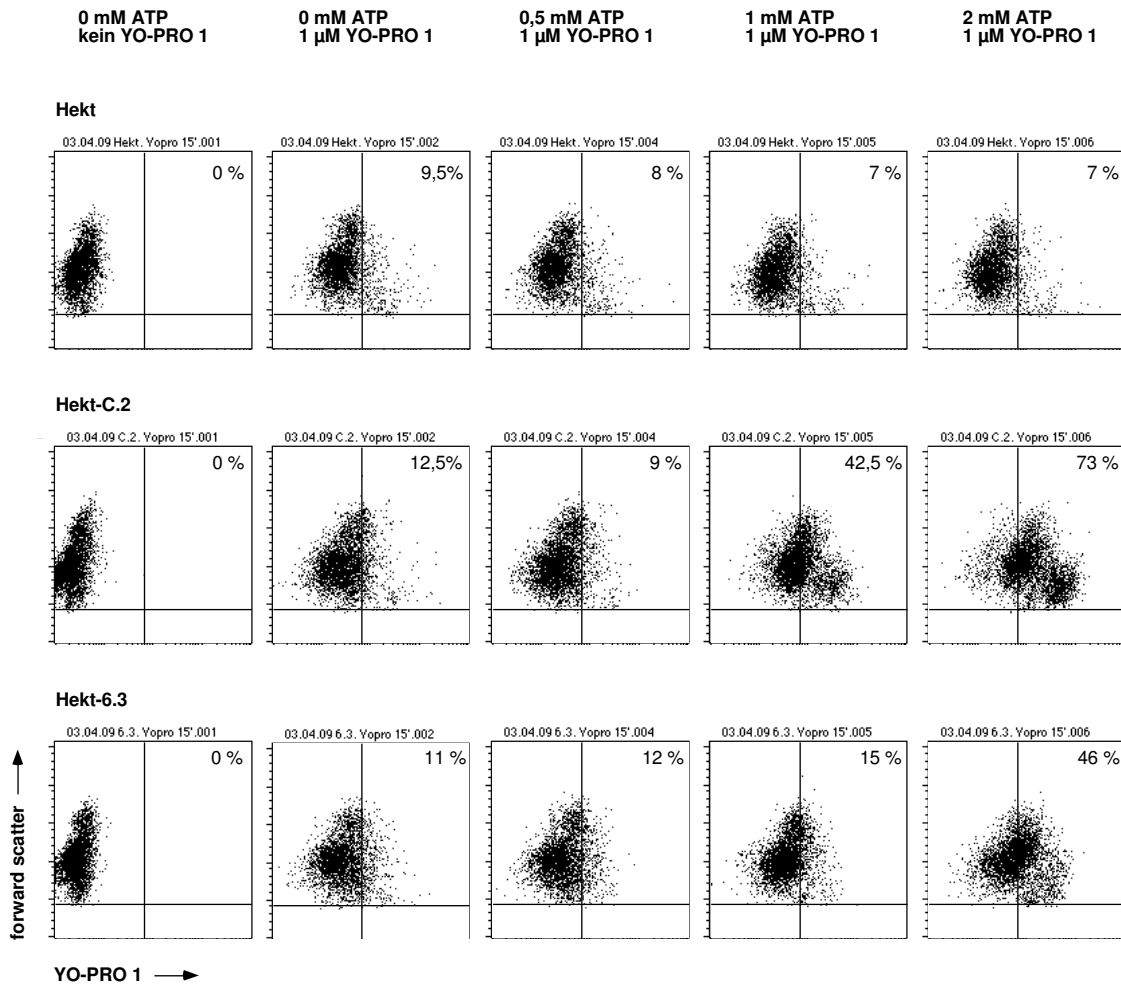 0 mM ATP
kein YO-PRO 1
0 mM ATP
1 µM YO-PRO 1
0,5 mM ATP
1 µM YO-PRO 1
1 mM ATP
1 µM YO-PRO 1
2 mM ATP
1 µM YO-PRO 1
Hekt
03.04.09 Hekt. Yopro 15'.001
0 %
03.04.09 Hekt. Yopro 15'.002
9,5%
03.04.09 Hekt. Yopro 15'.004
8 %
03.04.09 Hekt. Yopro 15'.005
7 %
03.04.09 Hekt. Yopro 15'.006
7 %
Hekt-C.2
03.04.09 C.2. Yopro 15'.001
0 %
03.04.09 C.2. Yopro 15'.002
12,5%
03.04.09 C.2. Yopro 15'.004
9 %
03.04.09 C.2. Yopro 15'.005
42,5 %
03.04.09 C.2. Yopro 15'.006
73 %
Hekt-6.3
03.04.09 6.3. Yopro 15'.001
0 %
03.04.09 6.3. Yopro 15'.002
11 %
03.04.09 6.3. Yopro 15'.004
12 %
03.04.09 6.3. Yopro 15'.005
15 %
03.04.09 6.3. Yopro 15'.006
46 %
forward scatter
YO-PRO 1